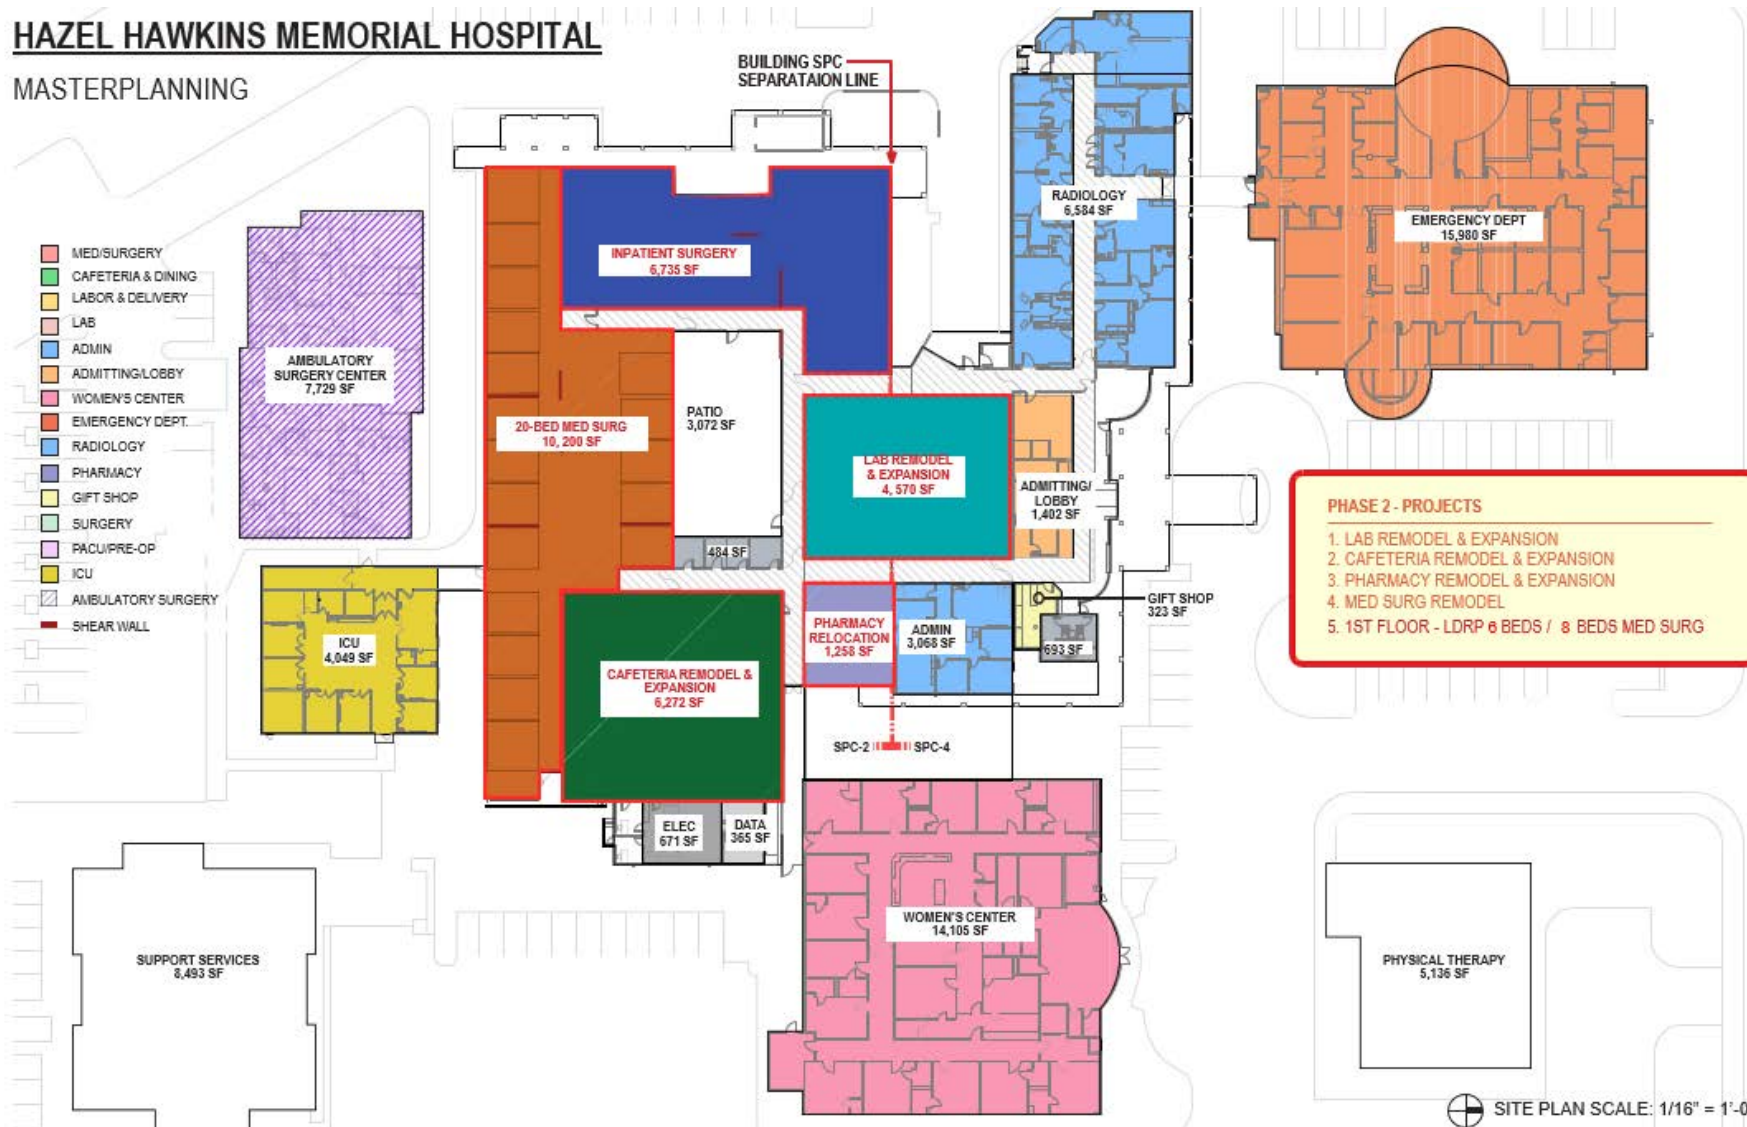 HAZEL HAWKINS MEMORIAL HOSPITAL
MASTERPLANNING
BUILDING SPC
SEPARATAION LINE
MED/SURGERY
CAFETERIA & DINING
LABOR & DELIVERY
LAB
ADMIN
ADMITTING/LOBBY
WOMEN'S CENTER
EMERGENCY DEPT.
RADIOLOGY
PHARMACY
GIFT SHOP
SURGERY
PACU/PRE-OP
ICU
AMBULATORY SURGERY
SHEAR WALL
AMBULATORY
SURGERY CENTER
7,729 SF
INPATIENT SURGERY
6,735 SF
RADIOLOGY
6,584 SF
EMERGENCY DEPT
15,980 SF
20-BED MED SURG
10, 200 SF
PATIO
3,072 SF
LAB REMODEL
& EXPANSION
4, 570 SF
ADMITTING/
LOBBY
1,402 SF
484 SF
ICU
4,049 SF
CAFETERIA REMODEL &
EXPANSION
6,272 SF
PHARMACY
RELOCATION
1,258 SF
ADMIN
3,068 SF
GIFT SHOP
323 SF
693 SF
SPC-2
SPC-4
ELEC
671 SF
DATA
365 SF
PHASE 2 - PROJECTS
1. LAB REMODEL & EXPANSION
2. CAFETERIA REMODEL & EXPANSION
3. PHARMACY REMODEL & EXPANSION
4. MED SURG REMODEL
5. 1ST FLOOR - LDRP 6 BEDS / 8 BEDS MED SURG
SUPPORT SERVICES
8,493 SF
WOMEN'S CENTER
14,105 SF
PHYSICAL THERAPY
5,136 SF
SITE PLAN SCALE: 1/16" = 1'-0